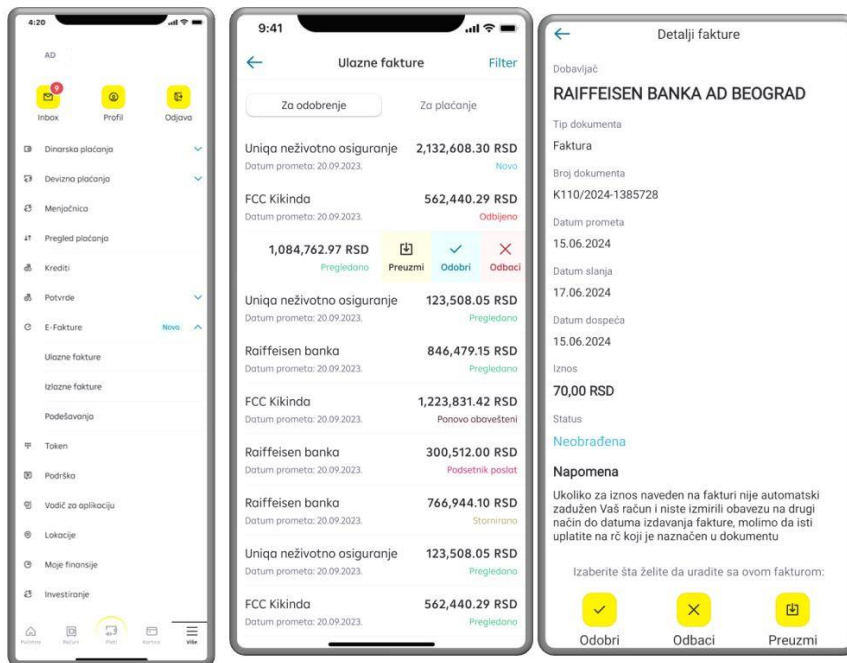 4:20
AD
9
Inbox Profil Odjava
Dinarska plaćanja
Devizna plaćanja
Menjačnica
Pregled plaćanja
Krediti
Potvrde
E-Fakture Novo
Ulazne fakture
Izlazne fakture
Podešavanja
Token
Podrška
Vodič za aplikaciju
Lokacije
Moje finansije
Investiranje
Početna Računi Plati Kartice Više
9:41
Ulazne fakture Filter
Za odobrenje Za plaćanje
Uniqa neživotno osiguranje 2,132,608.30 RSD
Datum prometa: 20.09.2023. Novo
FCC Kikinda 562,440.29 RSD
Datum prometa: 20.09.2023. Odbijeno
1,084,762.97 RSD
Pregledano Preuzmi Odobri Odbaci
Uniqa neživotno osiguranje 123,508.05 RSD
Datum prometa: 20.09.2023. Pregledano
Raiffeisen banka 846,479.15 RSD
Datum prometa: 20.09.2023. Pregledano
FCC Kikinda 1,223,831.42 RSD
Datum prometa: 20.09.2023. Ponovo obavešteni
Raiffeisen banka 300,512.00 RSD
Datum prometa: 20.09.2023. Podsetnik poslat
Raiffeisen banka 766,944.10 RSD
Datum prometa: 20.09.2023. Stornirano
Uniqa neživotno osiguranje 123,508.05 RSD
Datum prometa: 20.09.2023. Pregledano
FCC Kikinda 562,440.29 RSD
Datum prometa: 20.09.2023. Pregledano
Detalji fakture
Dobavljač
RAIFFEISEN BANKA AD BEOGRAD
Tip dokumenta
Faktura
Broj dokumenta
K110/2024-1385728
Datum prometa
15.06.2024
Datum slanja
17.06.2024
Datum dospeća
15.06.2024
Iznos
70,00 RSD
Status
Neobrađena
Napomena
Ukoliko za iznos naveden na fakturi nije automatski
zadužen Vaš račun i niste izmirili obavezu na drugi
način do datuma izdavanja fakture, molimo da isti
uplatite na rč koji je naznačen u dokumentu
Izaberite šta želite da uradite sa ovom fakturom:
Odobri Odbaci Preuzmi